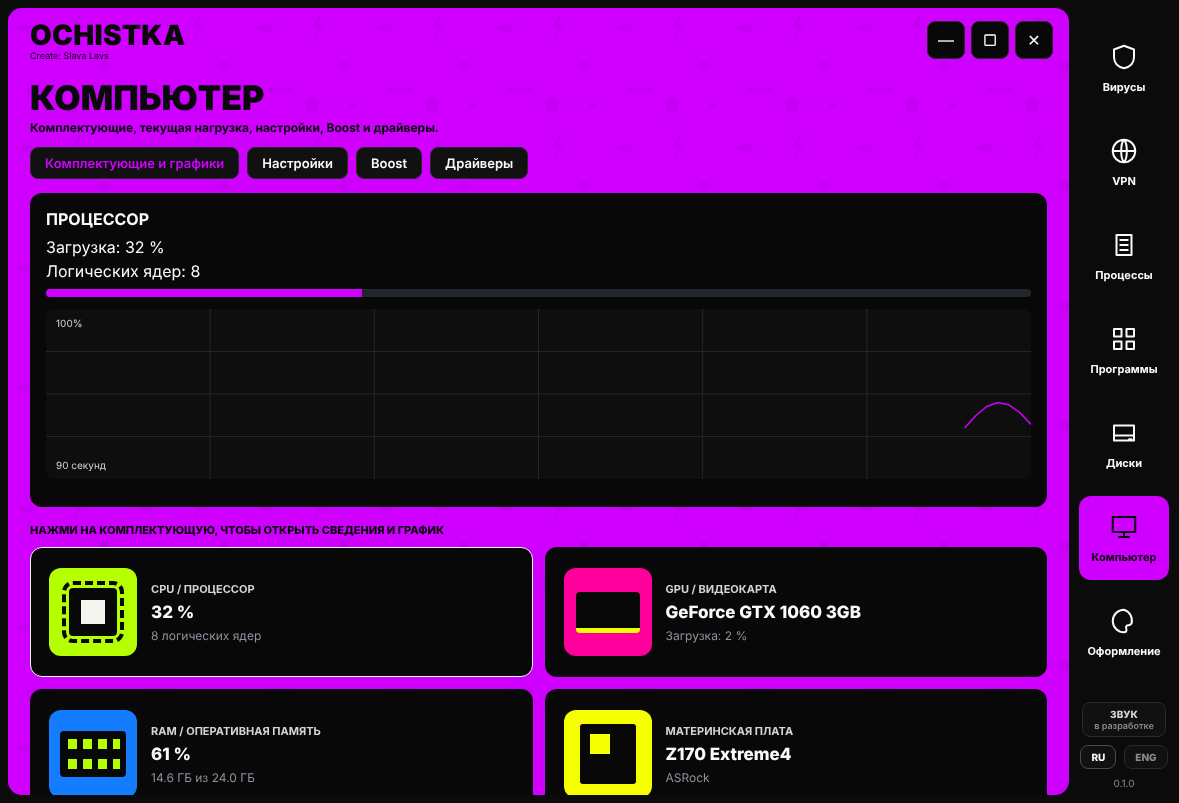 OCHISTKA
Create: Slava Lavs
КОМПЬЮТЕР
Комплектующие, текущая нагрузка, настройки, Boost и драйверы.
Комплектующие и графики
Настройки
Boost
Драйверы
ПРОЦЕССОР
Загрузка: 32 %
Логических ядер: 8
100%
90 секунд
НАЖМИ НА КОМПЛЕКТУЮЩУЮ, ЧТОБЫ ОТКРЫТЬ СВЕДЕНИЯ И ГРАФИК
CPU / ПРОЦЕССОР
32 %
8 логических ядер
GPU / ВИДЕОКАРТА
GeForce GTX 1060 3GB
Загрузка: 2 %
RAM / ОПЕРАТИВНАЯ ПАМЯТЬ
61 %
14.6 ГБ из 24.0 ГБ
МАТЕРИНСКАЯ ПЛАТА
Z170 Extreme4
ASRock
Вирусы
VPN
Процессы
Программы
Диски
Компьютер
Оформление
ЗВУК
в разработке
RU
ENG
0.1.0